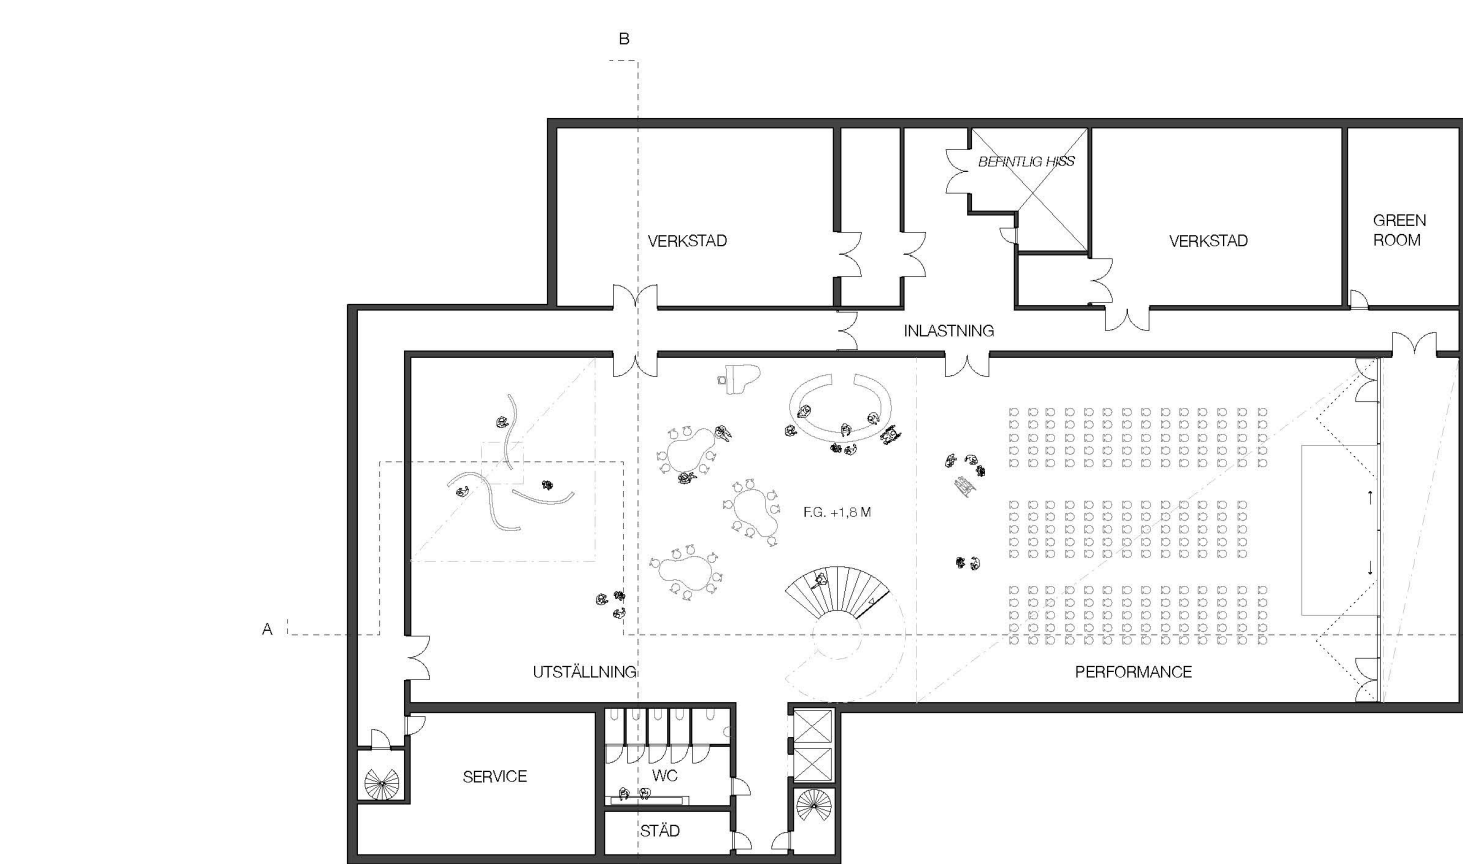 B
BEFINTLIG HISS
GREEN
ROOM
VERKSTAD
VERKSTAD
INLASTNING
F.G. +1,8 M
A
UTSTÄLLNING
PERFORMANCE
SERVICE
WC
STÄD